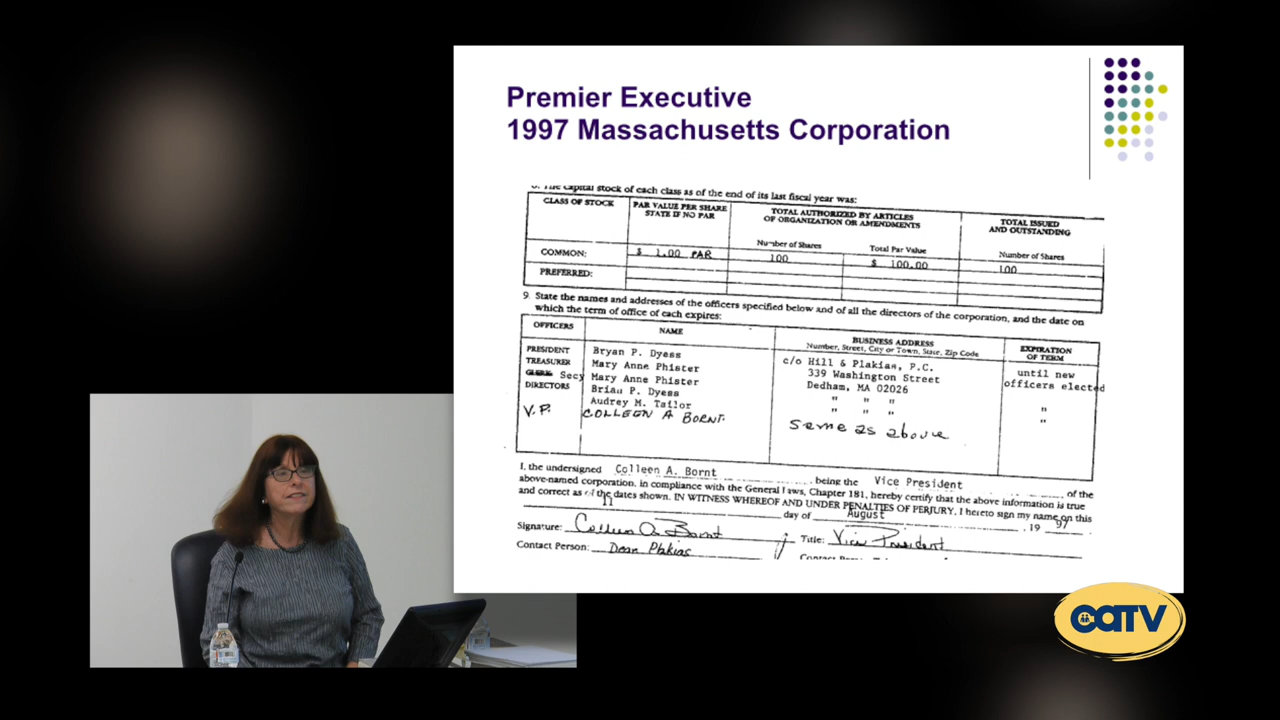 Premier Executive
1997 Massachusetts Corporation
The capital stock of each class as of the end of its last fiscal year was:
CLASS OF STOCK
PAR VALUE PER SHARE
STATE IF NO PAR
TOTAL AUTHORIZED BY ARTICLES
OF ORGANIZATION OR AMENDMENTS
TOTAL ISSUED
AND OUTSTANDING
Number of Shares
Total Par Value
Number of Shares
COMMON: $ 1.00 PAR 100 $ 100.00 100
PREFERRED:
9. State the names and addresses of the officers specified below and of all the directors of the corporation, and the date on
which the term of office of each expires:
OFFICERS
NAME
BUSINESS ADDRESS
Number, Street, City or Town, State, Zip Code
EXPIRATION
OF TERM
PRESIDENT Bryan P. Dyess c/o Hill & Plakias, P.C. until new
TREASURER Mary Anne Phister 339 Washington Street officers elected
Secy Mary Anne Phister Dedham, MA 02026
DIRECTORS Brian P. Dyess " " " "
Audrey M. Tailor " " " "
V.P. COLLEEN A BORNT. same as above
I, the undersigned Colleen A. Bornt being the Vice President of the
above-named corporation, in compliance with the General Laws, Chapter 181, hereby certify that the above information is true
and correct as of the dates shown. IN WITNESS WHEREOF AND UNDER PENALTIES OF PERJURY, I hereto sign my name on this
11 day of August , 19 97
Signature: Colleen A. Bornt Title: Vice President
Contact Person: Dean Plakias
catv